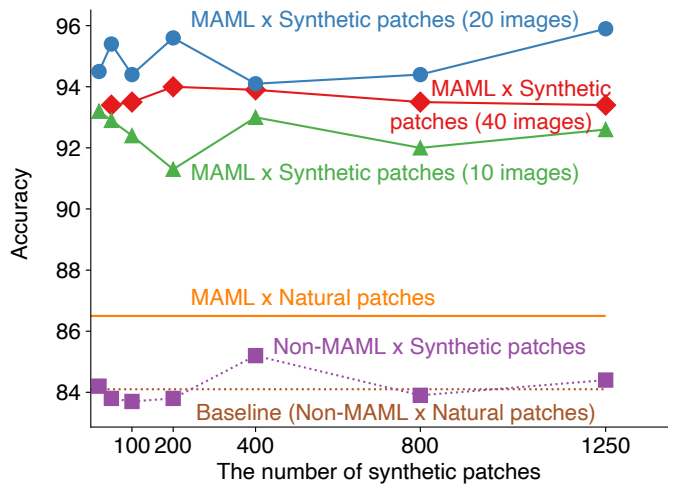 MAML x Synthetic patches (20 images)
MAML x Synthetic
patches (40 images)
MAML x Synthetic patches (10 images)
MAML x Natural patches
Non-MAML x Synthetic patches
Baseline (Non-MAML x Natural patches)
Accuracy
96
94
92
90
88
86
84
100 200 400 800 1250
The number of synthetic patches